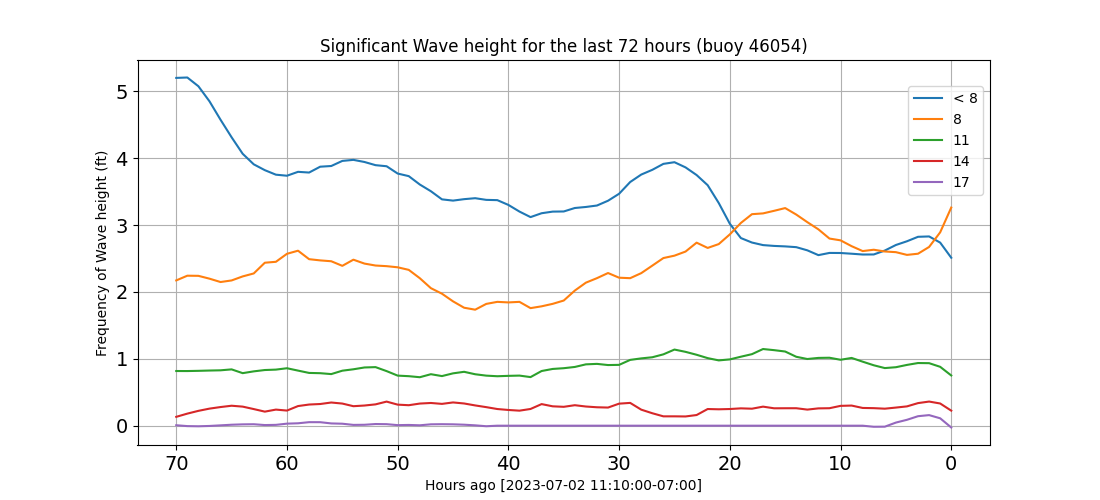 Significant Wave height for the last 72 hours (buoy 46054)
Frequency of Wave height (ft)
5
4
3
2
1
0
< 8
8
11
14
17
70 60 50 40 30 20 10 0
Hours ago [2023-07-02 11:10:00-07:00]